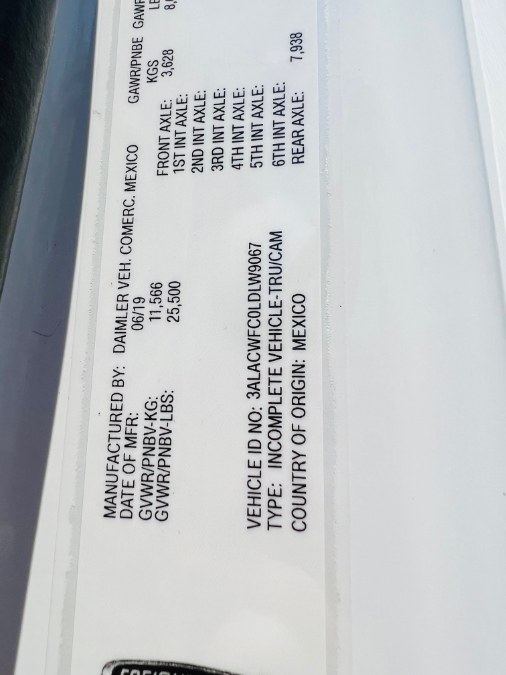 MANUFACTURED BY: DAIMLER VEH. COMERC. MEXICO
DATE OF MFR: 06/19
GVWR/PNBV-KG: 11,566
GVWR/PNBV-LBS: 25,500
GAWR/PNBE
KGS
FRONT AXLE: 3,628
1ST INT AXLE:
2ND INT AXLE:
3RD INT AXLE:
4TH INT AXLE:
5TH INT AXLE:
6TH INT AXLE:
REAR AXLE: 7,938
VEHICLE ID NO: 3ALACWFC0LDLW9067
TYPE: INCOMPLETE VEHICLE-TRU/CAM
COUNTRY OF ORIGIN: MEXICO